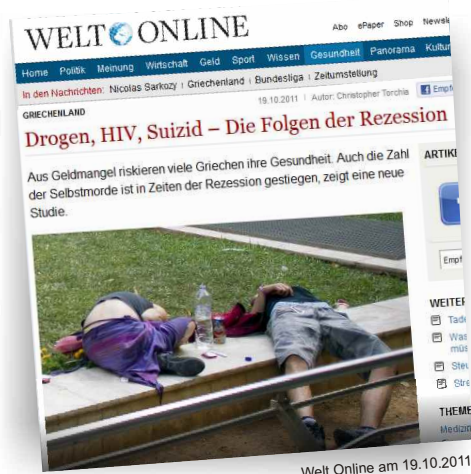 WELT ONLINE
Abo ePaper Shop
Home Politik Meinung Wirtschaft Geld Sport Wissen Gesundheit Panorama Kultur
In den Nachrichten: Nicolas Sarkozy | Griechenland | Bundesliga | Zeitumstellung
GRIECHENLAND
19.10.2011 | Autor: Christopher Torchia
Drogen, HIV, Suizid – Die Folgen der Rezession
Aus Geldmangel riskieren viele Griechen ihre Gesundheit. Auch die Zahl
der Selbstmorde ist in Zeiten der Rezession gestiegen, zeigt eine neue
Studie.
Welt Online am 19.10.2011